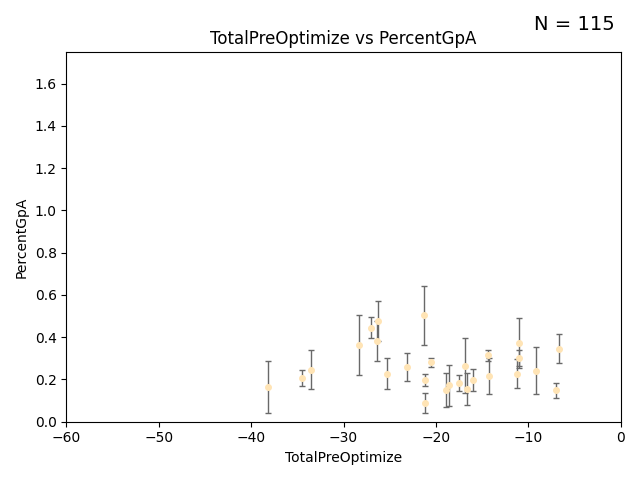 N = 115
TotalPreOptimize vs PercentGpA
PercentGpA
1.6
1.4
1.2
1.0
0.8
0.6
0.4
0.2
0.0
−60 −50 −40 −30 −20 −10 0
TotalPreOptimize